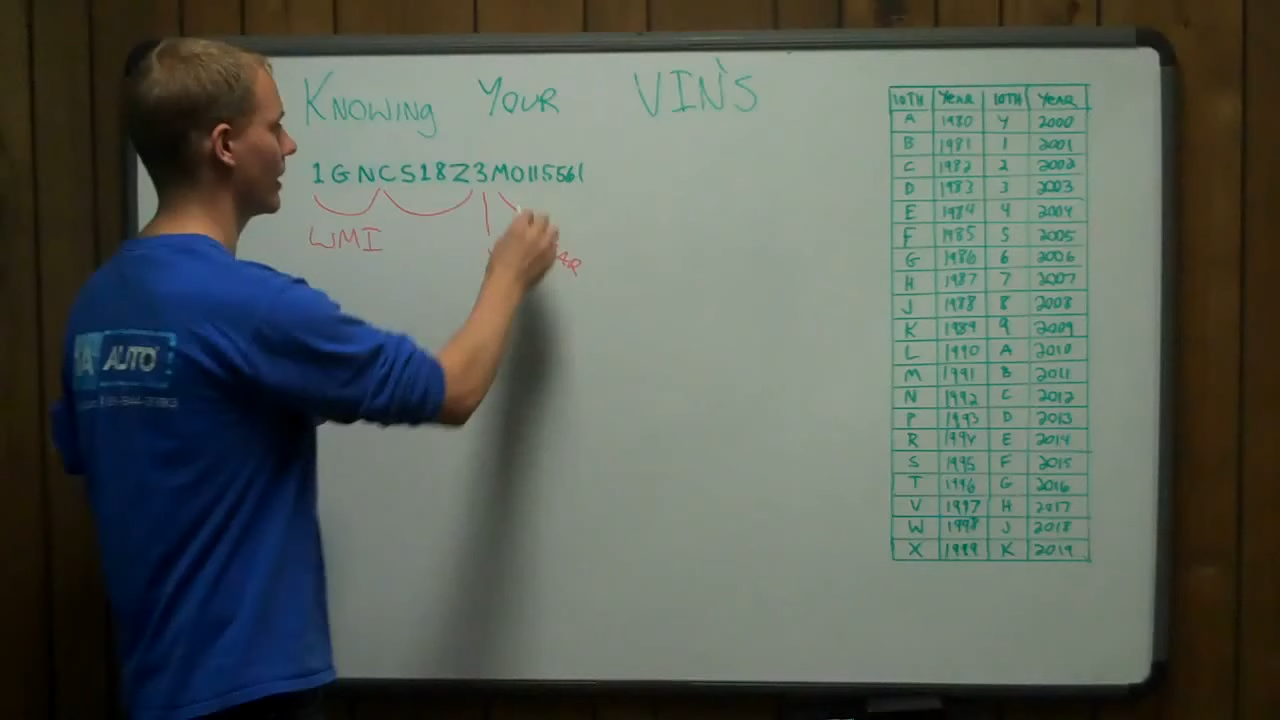 KNOWING YOUR VIN'S
1GNCS18Z3M0115561
WMI
AUTO
10TH YEAR 10TH YEAR
A 1980 Y 2000
B 1981 1 2001
C 1982 2 2002
D 1983 3 2003
E 1984 4 2004
F 1985 5 2005
G 1986 6 2006
H 1987 7 2007
J 1988 8 2008
K 1989 9 2009
L 1990 A 2010
M 1991 B 2011
N 1992 C 2012
P 1993 D 2013
R 1994 E 2014
S 1995 F 2015
T 1996 G 2016
V 1997 H 2017
W 1998 J 2018
X 1999 K 2019